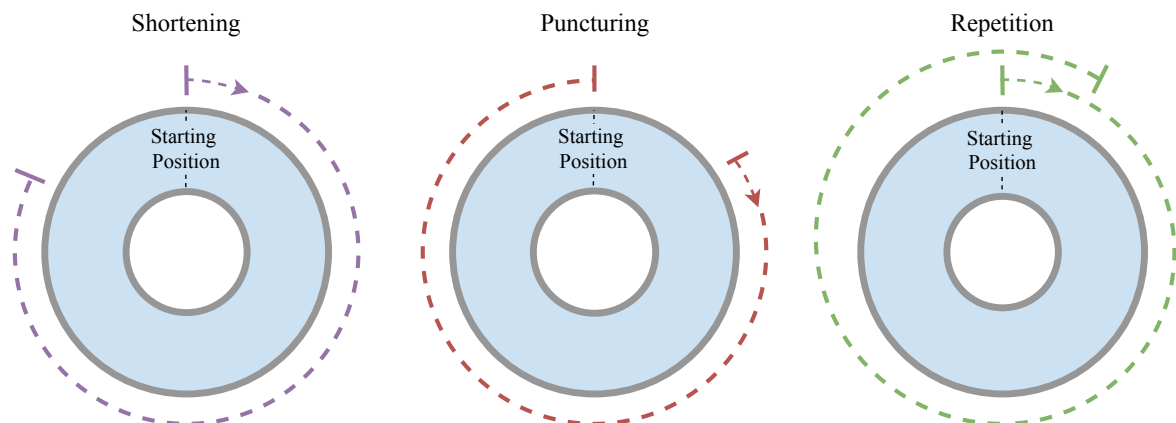 Shortening
Puncturing
Repetition
Starting
Position
Starting
Position
Starting
Position